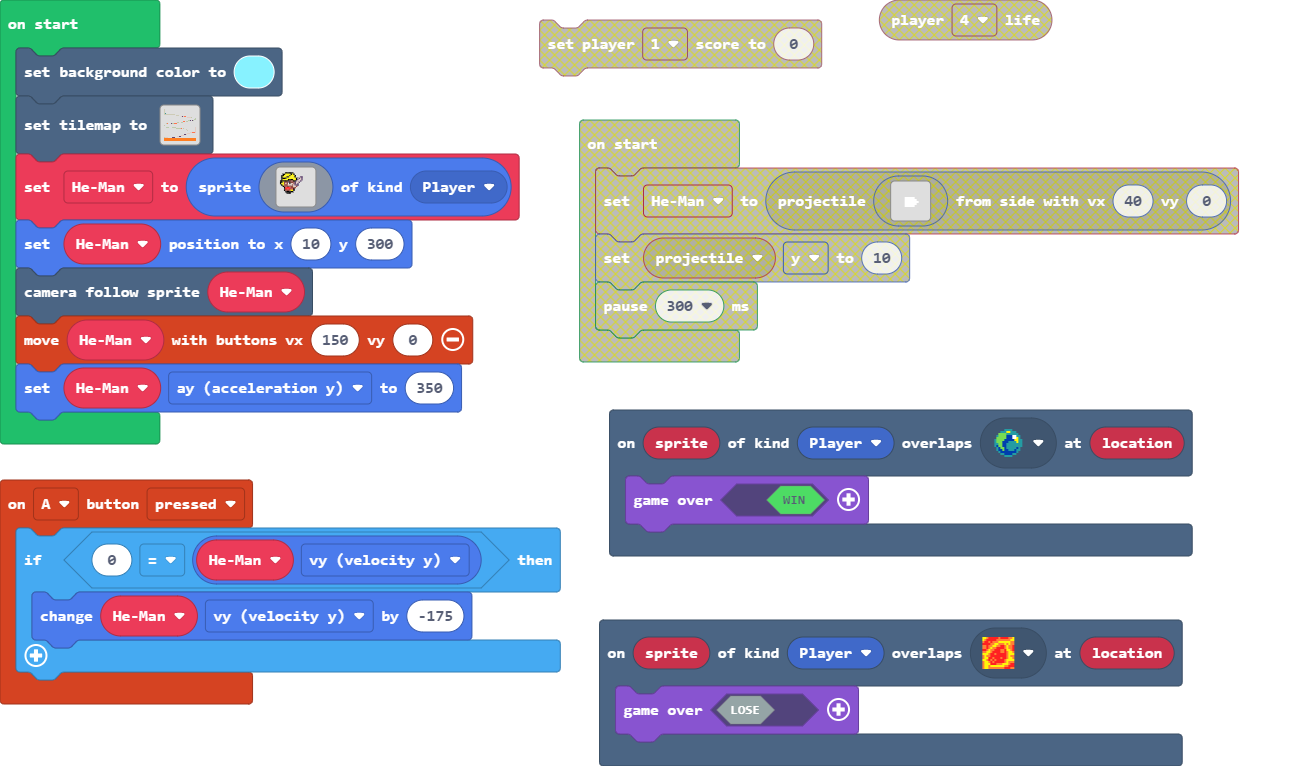 on start
set background color to
set tilemap to
set He-Man to sprite of kind Player
set He-Man position to x 10 y 300
camera follow sprite He-Man
move He-Man with buttons vx 150 vy 0
set He-Man ay (acceleration y) to 350
on A button pressed
if 0 = He-Man vy (velocity y) then
change He-Man vy (velocity y) by -175
set player 1 score to 0
player 4 life
on start
set He-Man to projectile from side with vx 40 vy 0
set projectile y to 10
pause 300 ms
on sprite of kind Player overlaps at location
game over WIN
on sprite of kind Player overlaps at location
game over LOSE